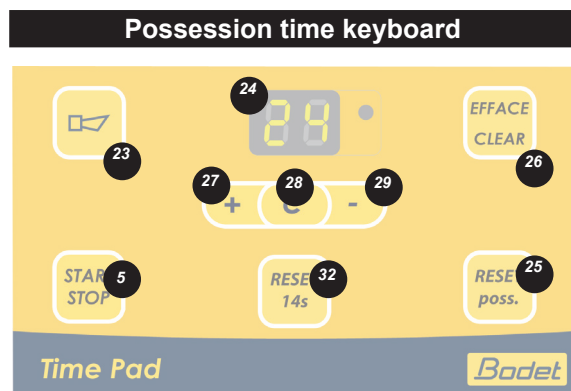 Possession time keyboard
24
EFFACE
CLEAR
23
26
27 28 29
+ C -
STAR 5
STOP
RESE 32
14s
RESET 25
poss.
Time Pad
Bodet